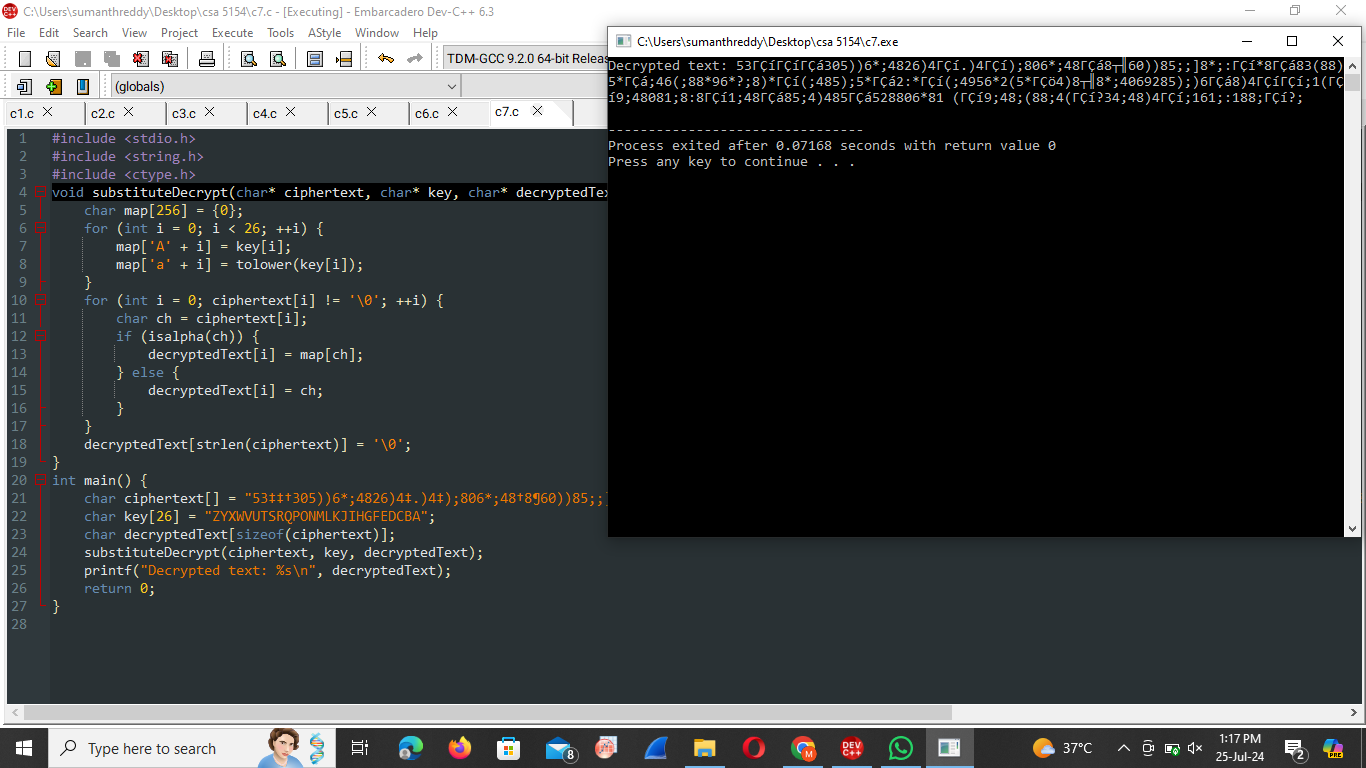 C:\Users\sumanthreddy\Desktop\csa 5154\c7.c - [Executing] - Embarcadero Dev-C++ 6.3
File Edit Search View Project Execute Tools AStyle Window Help
TDM-GCC 9.2.0 64-bit Releas
(globals)
c1.c c2.c c3.c c4.c c5.c c6.c c7.c
1 #include <stdio.h>
2 #include <string.h>
3 #include <ctype.h>
4 void substituteDecrypt(char* ciphertext, char* key, char* decryptedTex
5 char map[256] = {0};
6 for (int i = 0; i < 26; ++i) {
7 map['A' + i] = key[i];
8 map['a' + i] = tolower(key[i]);
9 }
10 for (int i = 0; ciphertext[i] != '\0'; ++i) {
11 char ch = ciphertext[i];
12 if (isalpha(ch)) {
13 decryptedText[i] = map[ch];
14 } else {
15 decryptedText[i] = ch;
16 }
17 }
18 decryptedText[strlen(ciphertext)] = '\0';
19 }
20 int main() {
21 char ciphertext[] = "53‡‡†305))6*;4826)4‡.)4‡);806*;48†8¶60))85;;]
22 char key[26] = "ZYXWVUTSRQPONMLKJIHGFEDCBA";
23 char decryptedText[sizeof(ciphertext)];
24 substituteDecrypt(ciphertext, key, decryptedText);
25 printf("Decrypted text: %s\n", decryptedText);
26 return 0;
27 }
28
C:\Users\sumanthreddy\Desktop\csa 5154\c7.exe
Decrypted text: 53ΓÇíΓÇíΓÇá305))6*;4826)4ΓÇí.)4ΓÇí);806*;48ΓÇá8┬╢60))85;;]8*;:ΓÇí*8ΓÇá83(88)
5*ΓÇá;46(;88*96*?;8)*ΓÇí(;485);5*ΓÇá2:*ΓÇí(;4956*2(5*ΓÇö4)8┬╢8*;4069285);)6ΓÇá8)4ΓÇíΓÇí;1(ΓÇ
í9;48081;8:8ΓÇí1;48ΓÇá85;4)485ΓÇá528806*81 (ΓÇí9;48;(88;4(ΓÇí?34;48)4ΓÇí;161;:188;ΓÇí?;
--------------------------------
Process exited after 0.07168 seconds with return value 0
Press any key to continue . . .
Type here to search
8
DEV C++
37°C
1:17 PM
25-Jul-24
2
PRE